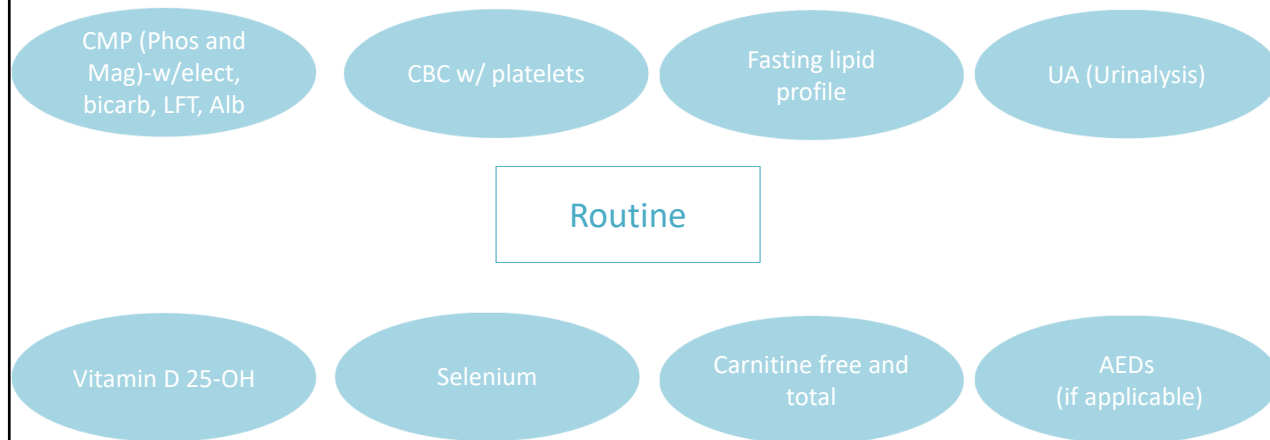 CMP (Phos and
Mag)-w/elect,
bicarb, LFT, Alb
CBC w/ platelets
Fasting lipid
profile
UA (Urinalysis)
Routine
Vitamin D 25-OH
Selenium
Carnitine free and
total
AEDs
(if applicable)